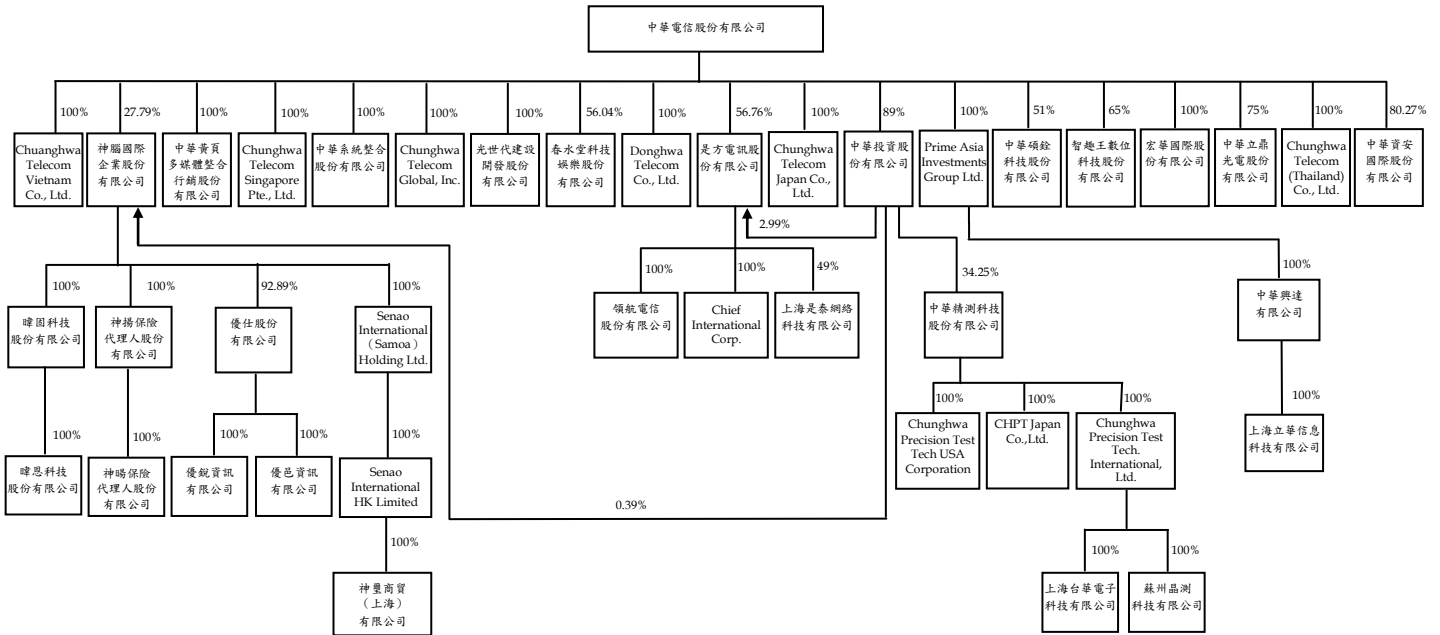 中華電信股份有限公司
100%
27.79%
100%
100%
100%
100%
100%
56.04%
100%
56.76%
100%
89%
100%
51%
65%
100%
75%
100%
80.27%
Chuanghwa
Telecom
Vietnam
Co., Ltd.
神腦國際
企業股份
有限公司
中華黃頁
多媒體整合
行銷股份
有限公司
Chunghwa
Telecom
Singapore
Pte., Ltd.
中華系統整合
股份有限公司
Chunghwa
Telecom
Global, Inc.
光世代建設
開發股份
有限公司
春水堂科技
娛樂股份
有限公司
Donghwa
Telecom
Co., Ltd.
是方電訊股
份有限公司
Chunghwa
Telecom
Japan Co.,
Ltd.
中華投資股
份有限公司
Prime Asia
Investments
Group Ltd.
中華碩銓
科技股份
有限公司
智趣王數位
科技股份
有限公司
宏華國際股
份有限公司
中華立鼎
光電股份
有限公司
Chunghwa
Telecom
(Thailand)
Co., Ltd.
中華資安
國際股份
有限公司
2.99%
100%
100%
92.89%
100%
100%
100%
49%
34.25%
100%
暐固科技
股份有限公司
神揚保險
代理人股份
有限公司
優仕股份
有限公司
Senao
International
（Samoa）
Holding Ltd.
領航電信
股份有限公司
Chief
International
Corp.
上海是泰網絡
科技有限公司
中華精測科技
股份有限公司
中華興達
有限公司
100%
100%
100%
100%
100%
100%
100%
100%
100%
暐恩科技
股份有限公司
神暘保險
代理人股份
有限公司
優銳資訊
有限公司
優邑資訊
有限公司
Senao
International
HK Limited
Chunghwa
Precision Test
Tech USA
Corporation
CHPT Japan
Co.,Ltd.
Chunghwa
Precision Test
Tech.
International,
Ltd.
上海立華信息
科技有限公司
0.39%
100%
100%
100%
神璽商貿
（上海）
有限公司
上海台華電子
科技有限公司
蘇州晶測
科技有限公司